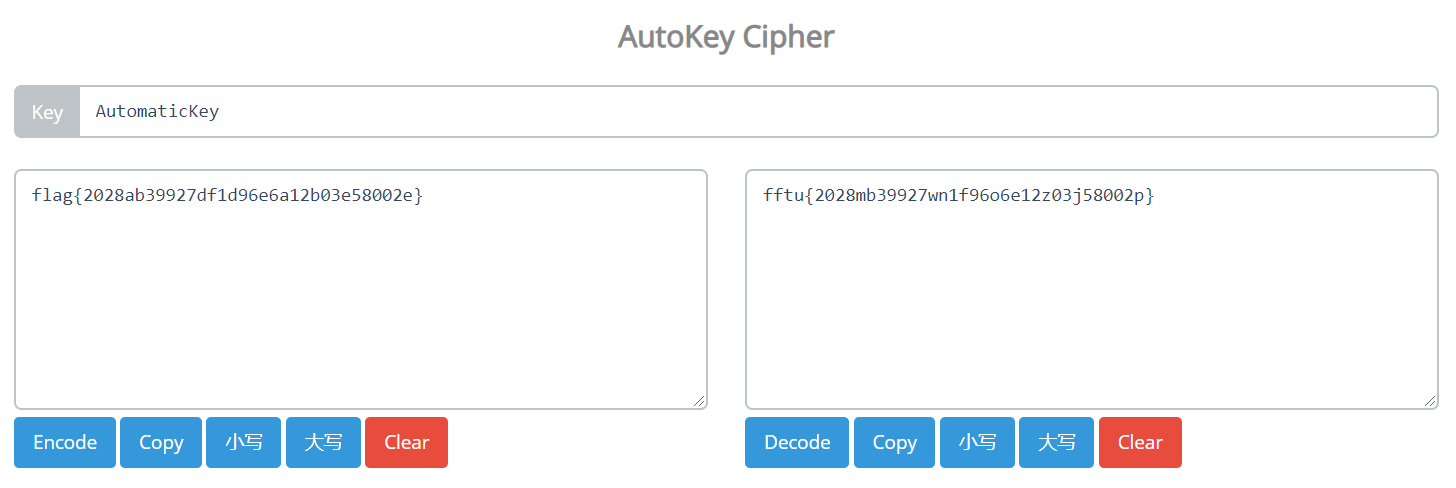 AutoKey Cipher
Key AutomaticKey
flag{2028ab39927df1d96e6a12b03e58002e}
fftu{2028mb39927wn1f96o6e12z03j58002p}
Encode Copy 小写 大写 Clear
Decode Copy 小写 大写 Clear